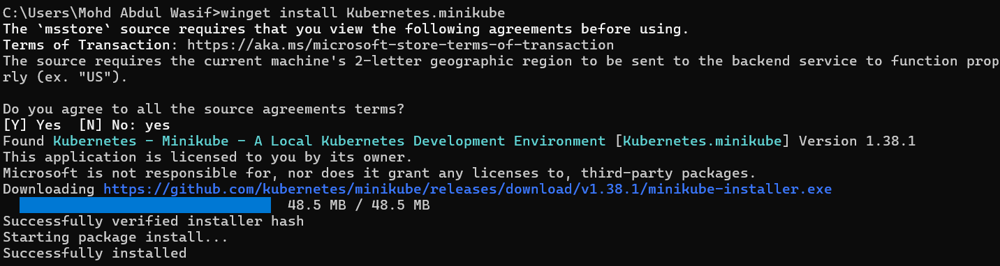 C:\Users\Mohd Abdul Wasif>winget install Kubernetes.minikube
The `msstore` source requires that you view the following agreements before using.
Terms of Transaction: https://aka.ms/microsoft-store-terms-of-transaction
The source requires the current machine's 2-letter geographic region to be sent to the backend service to function prope
rly (ex. "US").
Do you agree to all the source agreements terms?
[Y] Yes  [N] No: yes
Found Kubernetes - Minikube - A Local Kubernetes Development Environment [Kubernetes.minikube] Version 1.38.1
This application is licensed to you by its owner.
Microsoft is not responsible for, nor does it grant any licenses to, third-party packages.
Downloading https://github.com/kubernetes/minikube/releases/download/v1.38.1/minikube-installer.exe
48.5 MB / 48.5 MB
Successfully verified installer hash
Starting package install...
Successfully installed